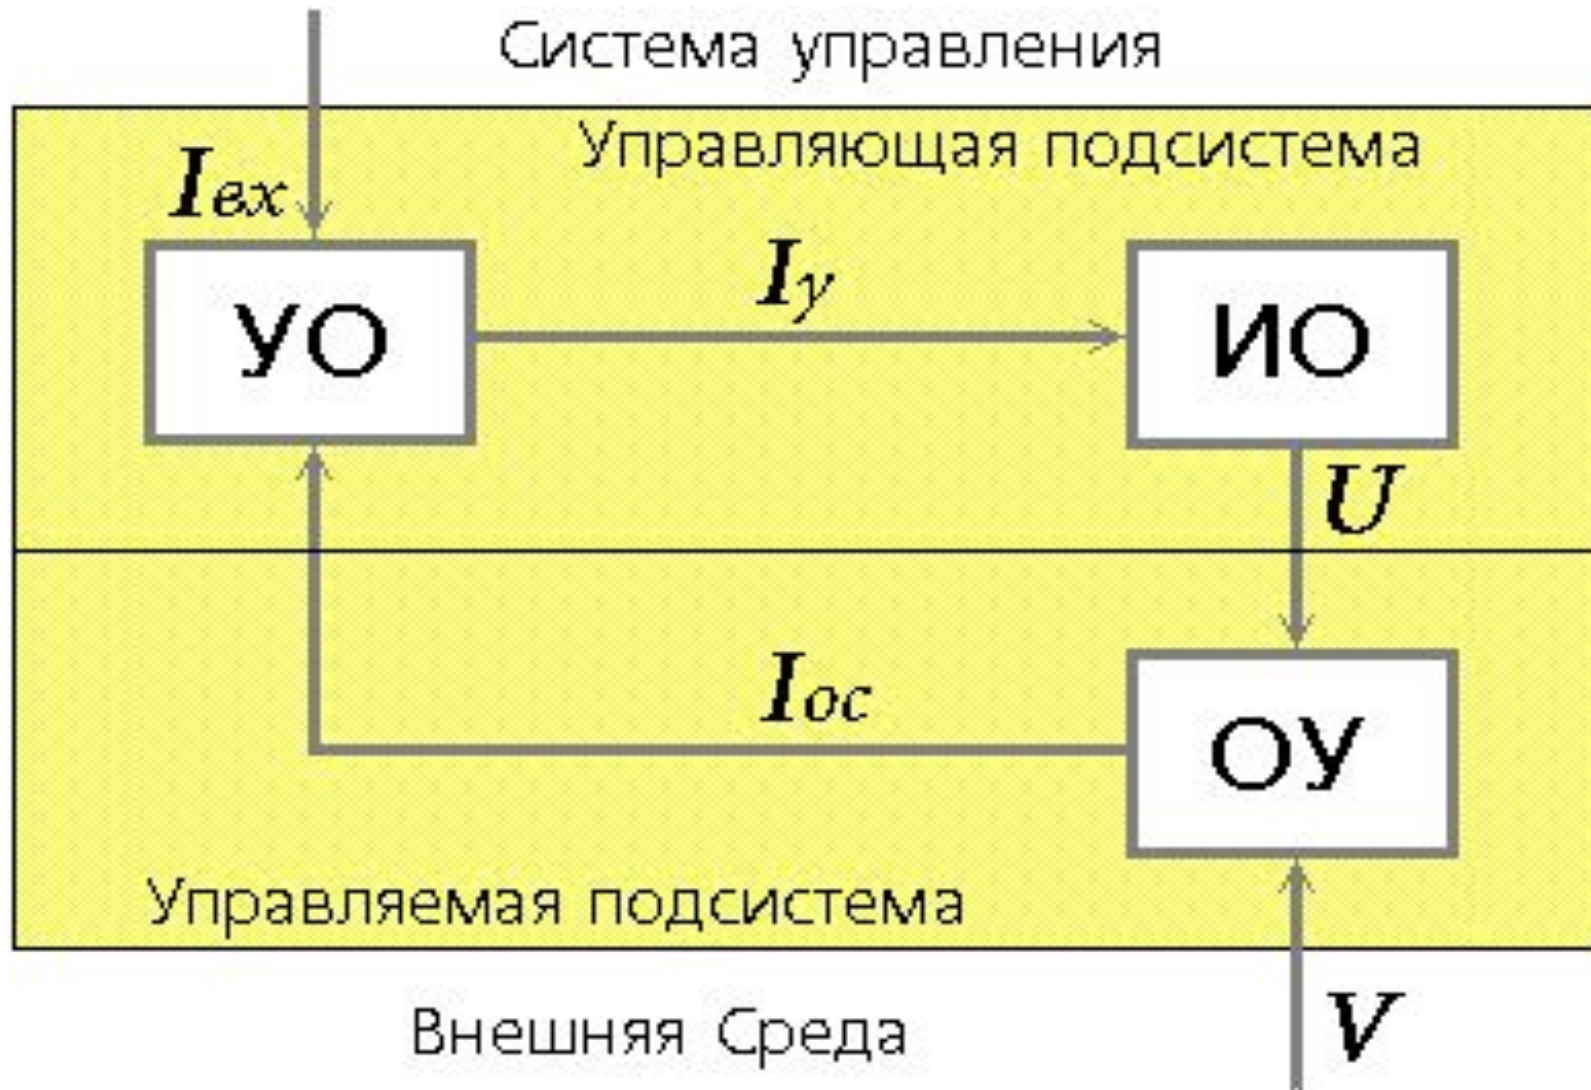 Система управления
Управляющая подсистема
Iвх
Iу
УО
ИО
U
Iос
ОУ
Управляемая подсистема
Внешняя Среда
V